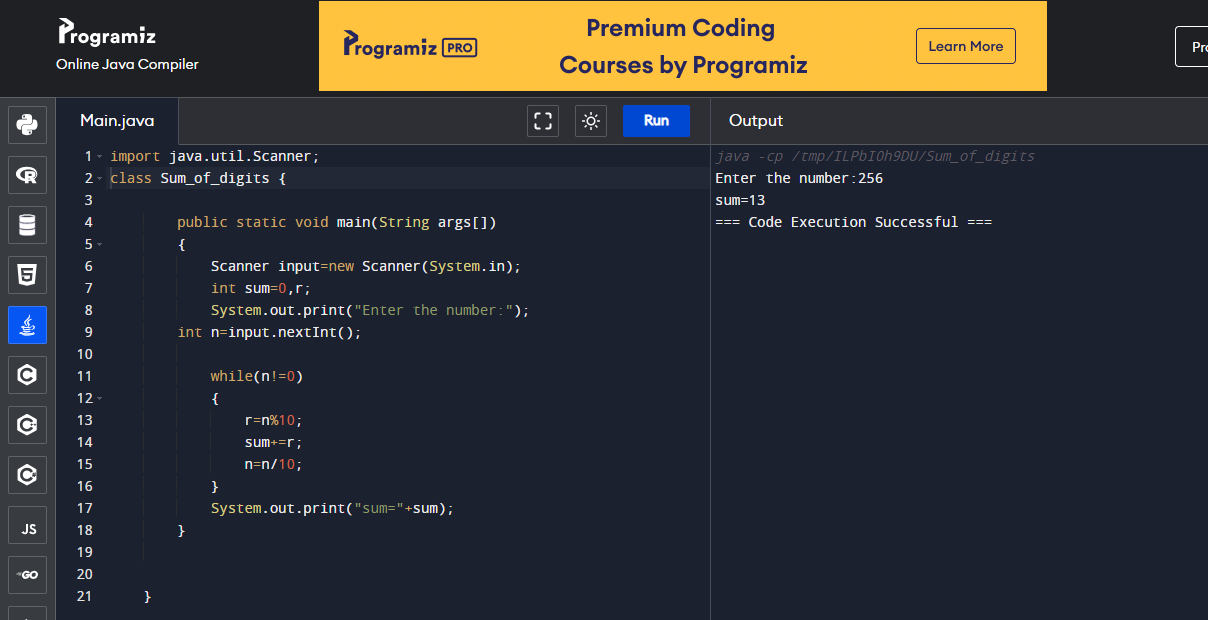 Programiz
Online Java Compiler
Programiz PRO
Premium Coding
Courses by Programiz
Learn More
Main.java
Run
Output
1 import java.util.Scanner;
2 class Sum_of_digits {
3
4 public static void main(String args[])
5 {
6 Scanner input=new Scanner(System.in);
7 int sum=0,r;
8 System.out.print("Enter the number:");
9 int n=input.nextInt();
10
11 while(n!=0)
12 {
13 r=n%10;
14 sum+=r;
15 n=n/10;
16 }
17 System.out.print("sum="+sum);
18 }
19
20
21 }
java -cp /tmp/ILPbIOh9DU/Sum_of_digits
Enter the number:256
sum=13
=== Code Execution Successful ===
R
5
C
C
C
JS
GO